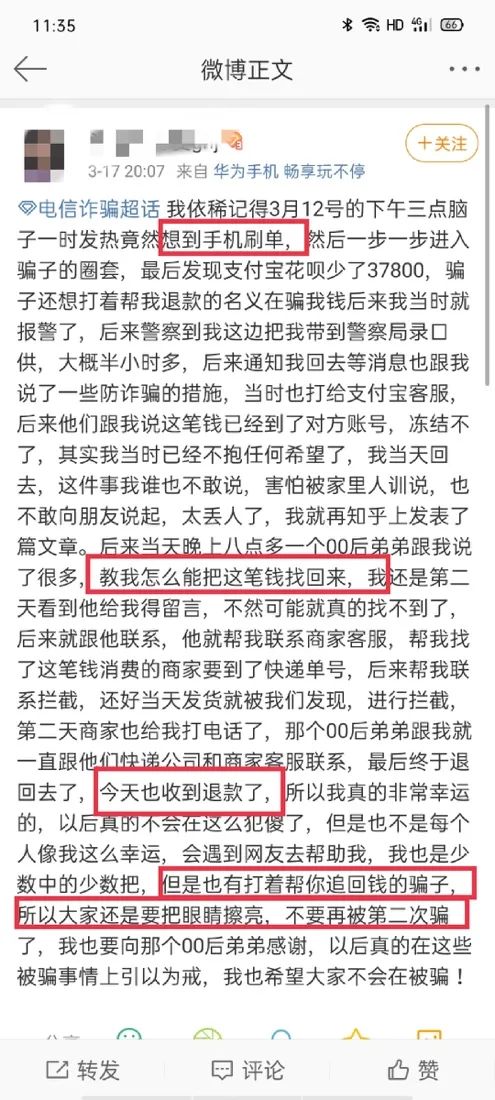 11:35
HD 4G 66
微博正文
+关注
3-17 20:07 来自 华为手机 畅享玩不停
电信诈骗超话 我依稀记得3月12号的下午三点脑
子一时发热竟然想到手机刷单，然后一步一步进入
骗子的圈套，最后发现支付宝花呗少了37800，骗
子还想打着帮我退款的名义在骗我钱后来我当时就
报警了，后来警察到我这边把我带到警察局录口
供，大概半小时多，后来通知我回去等消息也跟我
说了一些防诈骗的措施，当时也打给支付宝客服，
后来他们跟我说这笔钱已经到了对方账号，冻结不
了，其实我当时已经不抱任何希望了，我当天回
去，这件事我谁也不敢说，害怕被家里人训说，也
不敢向朋友说起，太丢人了，我就再知乎上发表了
篇文章。后来当天晚上八点多一个00后弟弟跟我说
了很多，教我怎么能把这笔钱找回来，我还是第二
天看到他给我得留言，不然可能就真的找不到了，
后来就跟他联系，他就帮我联系商家客服，帮我找
了这笔钱消费的商家要到了快递单号，后来帮我联
系拦截，还好当天发货就被我们发现，进行拦截，
第二天商家也给我打电话了，那个00后弟弟跟我就
一直跟他们快递公司和商家客服联系，最后终于退
回去了，今天也收到退款了，所以我真的非常幸运
的，以后真的不会在这么犯傻了，但是也不是每个
人像我这么幸运，会遇到网友去帮助我，我也是少
数中的少数把，但是也有打着帮你追回钱的骗子，
所以大家还是要把眼睛擦亮，不要再被第二次骗
了，我也要向那个00后弟弟感谢，以后真的在这些
被骗事情上引以为戒，我也希望大家不会在被骗！
转发 评论 赞